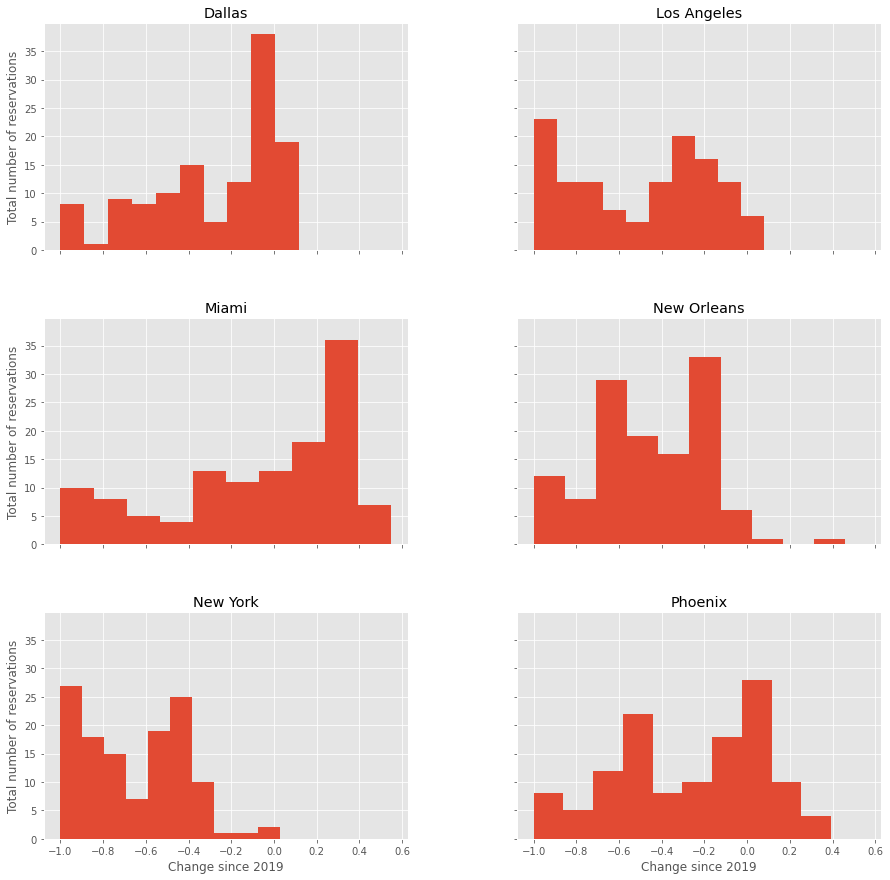 Dallas
Los Angeles
Total number of reservations
35
30
25
20
15
10
5
0
Miami
New Orleans
Total number of reservations
35
30
25
20
15
10
5
0
New York
Phoenix
Total number of reservations
35
30
25
20
15
10
5
0
−1.0 −0.8 −0.6 −0.4 −0.2 0.0 0.2 0.4 0.6
−1.0 −0.8 −0.6 −0.4 −0.2 0.0 0.2 0.4 0.6
Change since 2019
Change since 2019